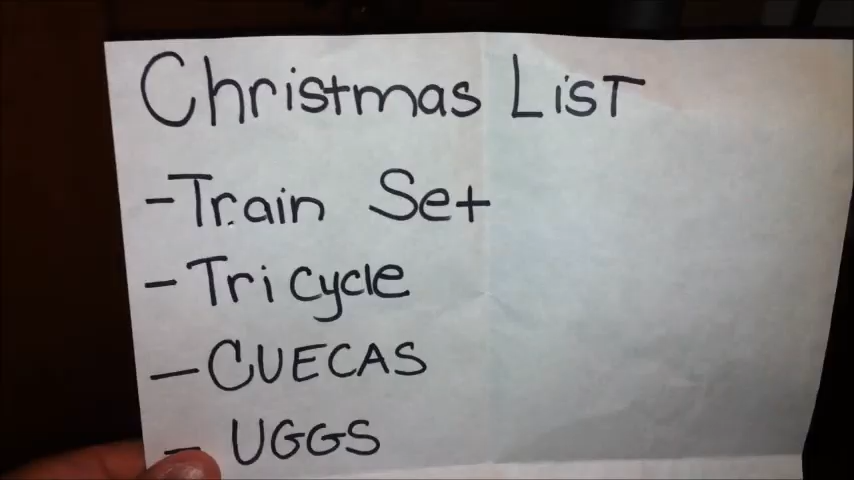 Christmas List
- Train Set
- Tricycle
- CUECAS
- UGGS